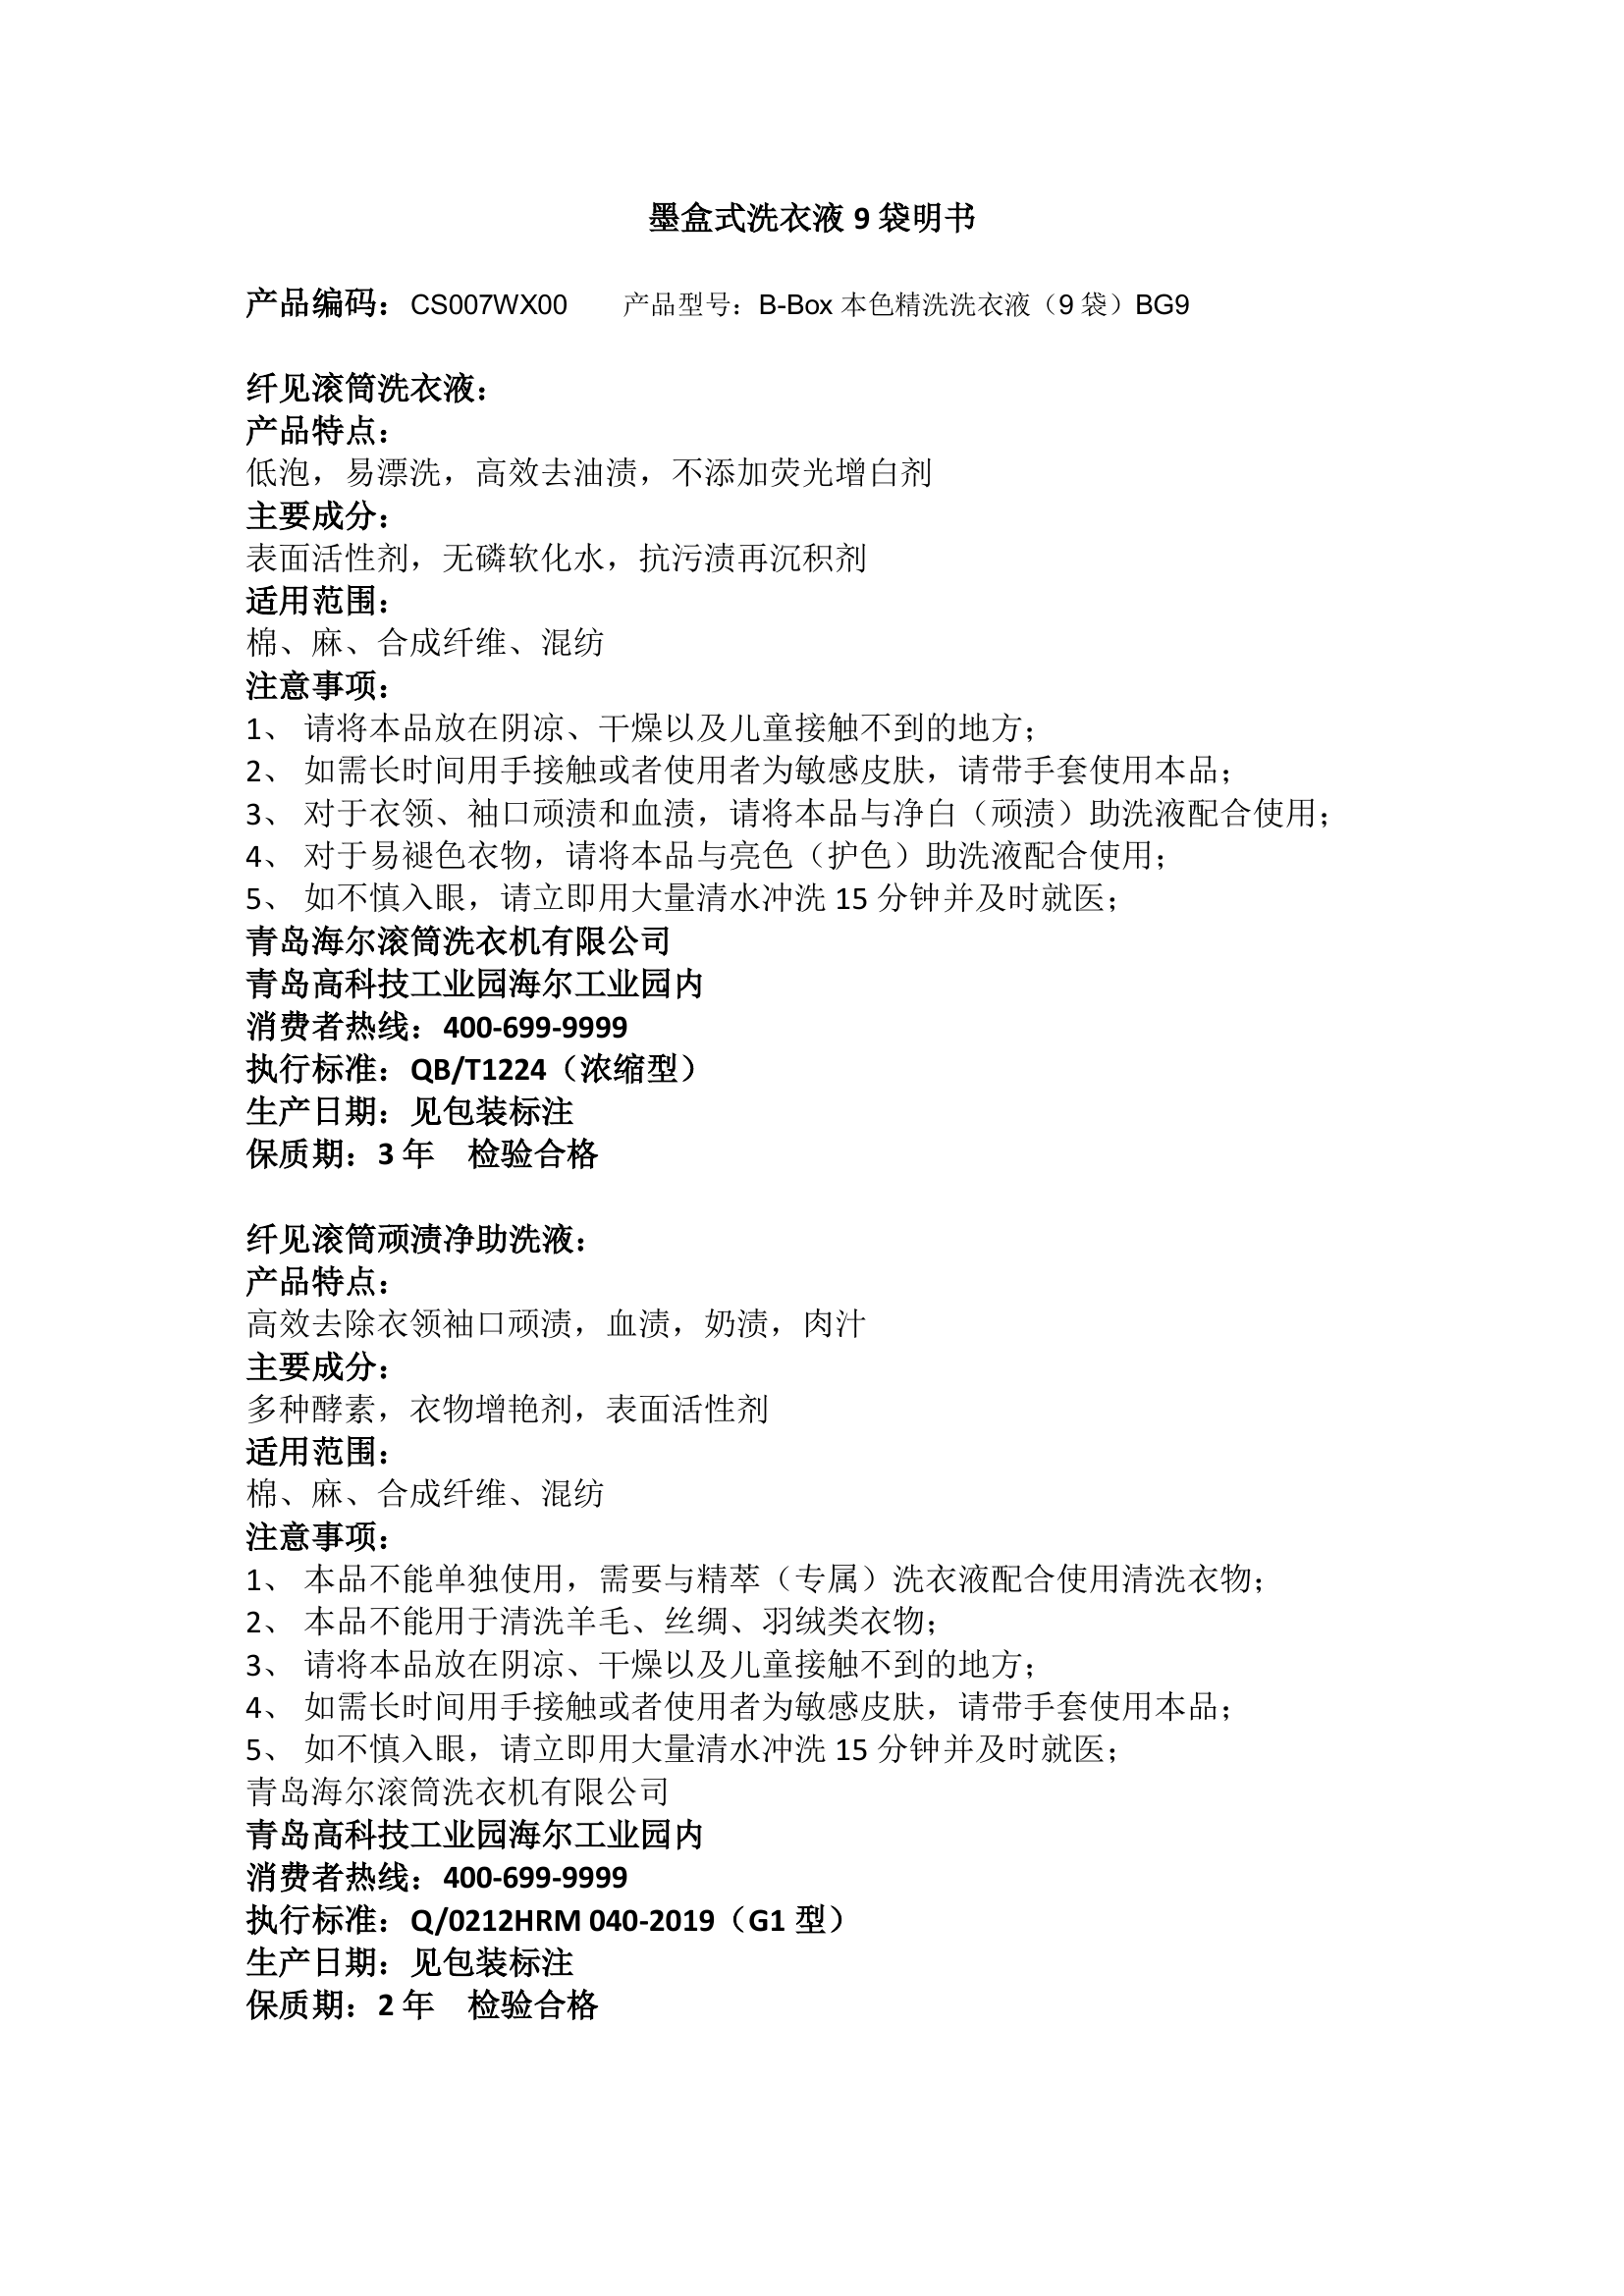 墨盒式洗衣液 9 袋明书
产品编码：CS007WX00 产品型号：B-Box 本色精洗洗衣液（9 袋）BG9
纤见滚筒洗衣液：
产品特点：
低泡，易漂洗，高效去油渍，不添加荧光增白剂
主要成分：
表面活性剂，无磷软化水，抗污渍再沉积剂
适用范围：
棉、麻、合成纤维、混纺
注意事项：
1、 请将本品放在阴凉、干燥以及儿童接触不到的地方；
2、 如需长时间用手接触或者使用者为敏感皮肤，请带手套使用本品；
3、 对于衣领、袖口顽渍和血渍，请将本品与净白（顽渍）助洗液配合使用；
4、 对于易褪色衣物，请将本品与亮色（护色）助洗液配合使用；
5、 如不慎入眼，请立即用大量清水冲洗 15 分钟并及时就医；
青岛海尔滚筒洗衣机有限公司
青岛高科技工业园海尔工业园内
消费者热线：400-699-9999
执行标准：QB/T1224（浓缩型）
生产日期：见包装标注
保质期：3 年 检验合格
纤见滚筒顽渍净助洗液：
产品特点：
高效去除衣领袖口顽渍，血渍，奶渍，肉汁
主要成分：
多种酵素，衣物增艳剂，表面活性剂
适用范围：
棉、麻、合成纤维、混纺
注意事项：
1、 本品不能单独使用，需要与精萃（专属）洗衣液配合使用清洗衣物；
2、 本品不能用于清洗羊毛、丝绸、羽绒类衣物；
3、 请将本品放在阴凉、干燥以及儿童接触不到的地方；
4、 如需长时间用手接触或者使用者为敏感皮肤，请带手套使用本品；
5、 如不慎入眼，请立即用大量清水冲洗 15 分钟并及时就医；
青岛海尔滚筒洗衣机有限公司
青岛高科技工业园海尔工业园内
消费者热线：400-699-9999
执行标准：Q/0212HRM 040-2019（G1 型）
生产日期：见包装标注
保质期：2 年 检验合格